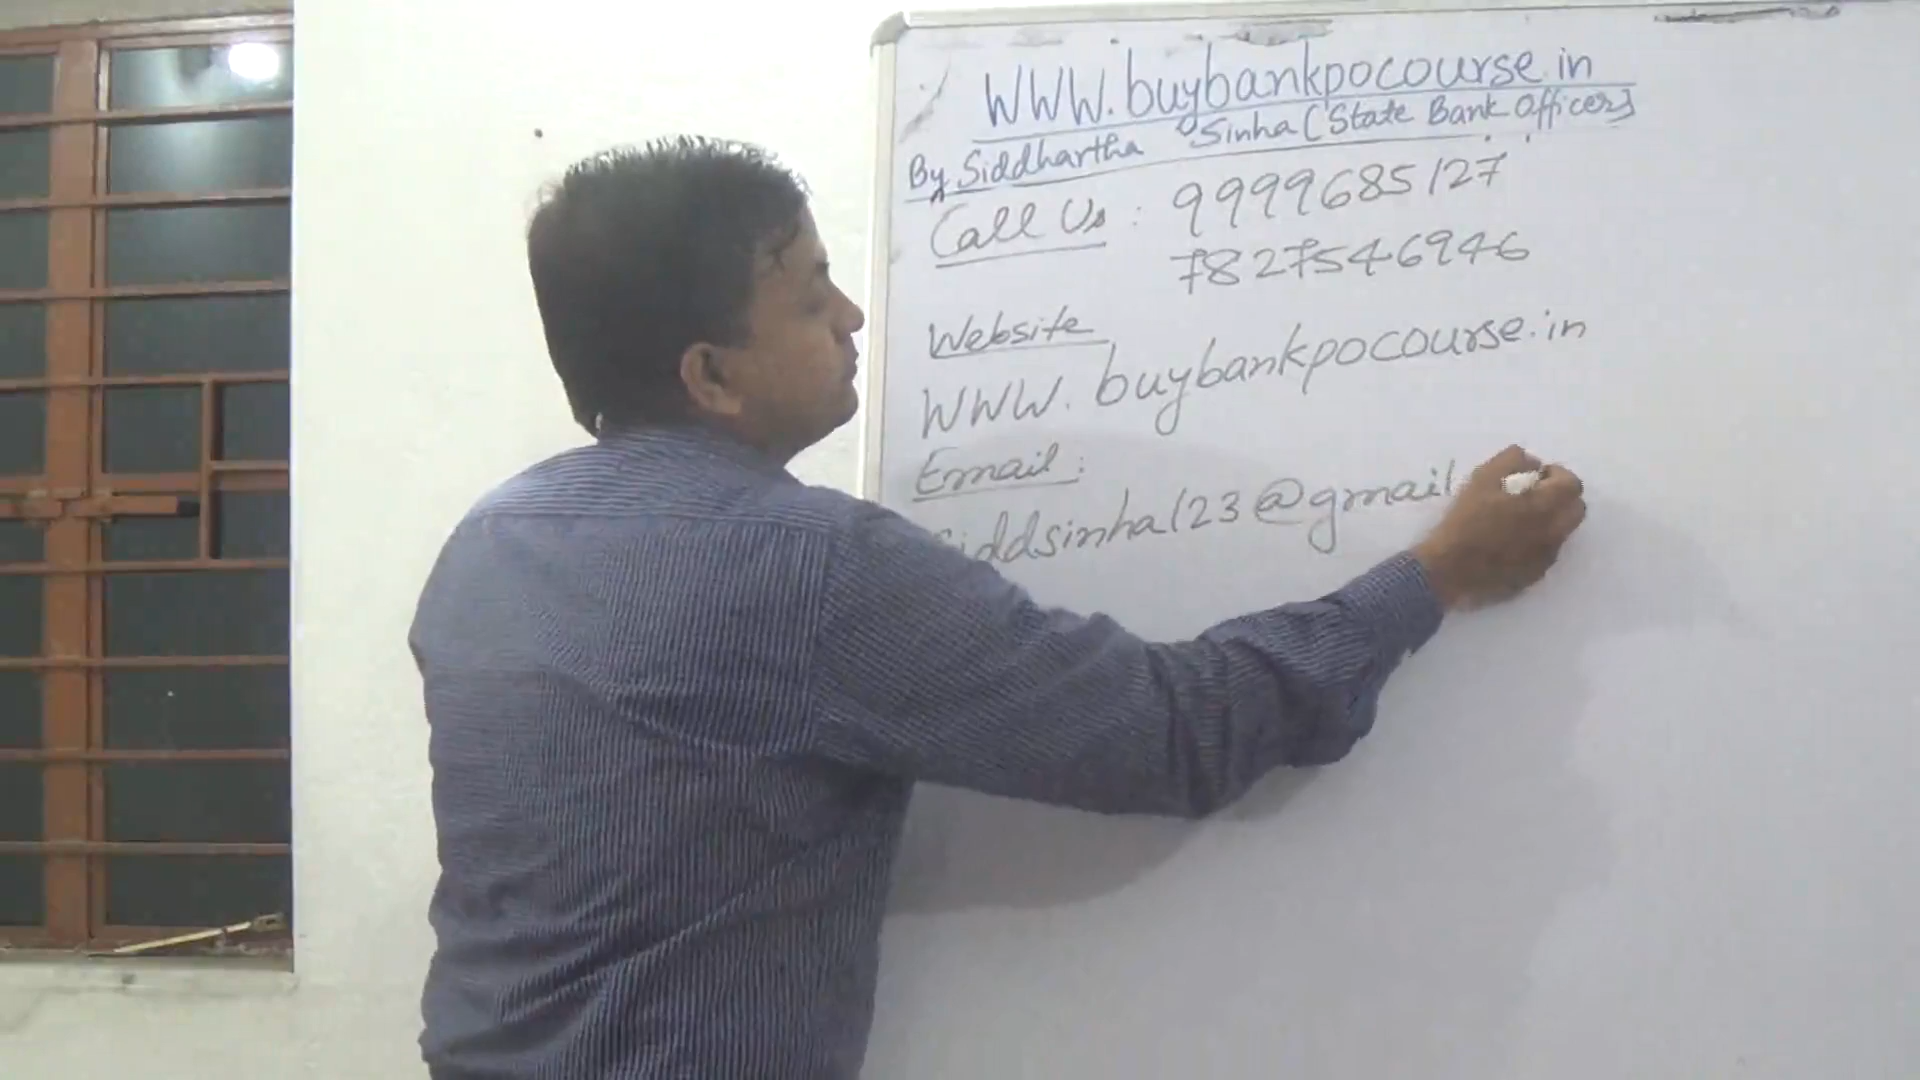 WWW.buybankpocourse.in
By Siddhartha Sinha (State Bank Officer)
Call Us : 9999685127
7827546946
Website
WWW. buybankpocourse.in
Email :
siddsinha123@gmail